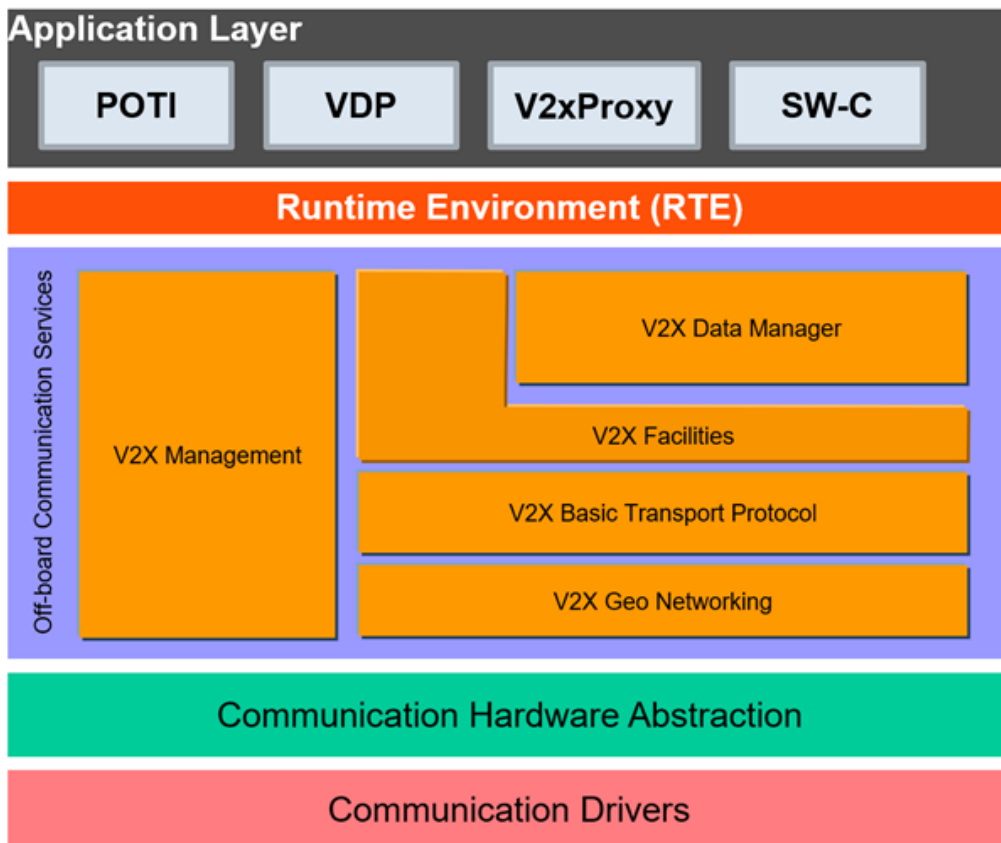 Application Layer
POTI
VDP
V2xProxy
SW-C
Runtime Environment (RTE)
Off-board Communication Services
V2X Management
V2X Data Manager
V2X Facilities
V2X Basic Transport Protocol
V2X Geo Networking
Communication Hardware Abstraction
Communication Drivers